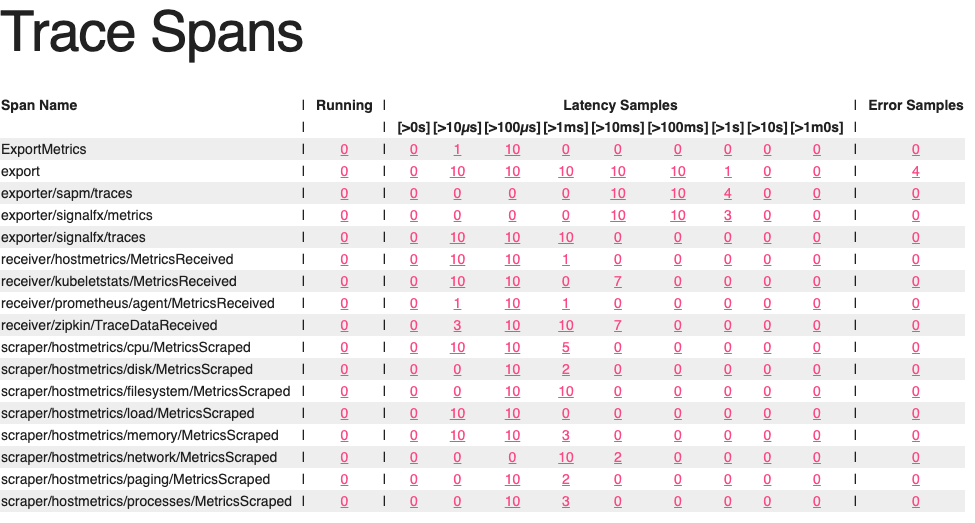 Trace Spans
Span Name | Running | Latency Samples | Error Samples
| | [>0s] [>10µs] [>100µs] [>1ms] [>10ms] [>100ms] [>1s] [>10s] [>1m0s] |
ExportMetrics | 0 | 0 1 10 0 0 0 0 0 0 | 0
export | 0 | 0 10 10 10 10 10 1 0 0 | 4
exporter/sapm/traces | 0 | 0 0 0 0 10 10 4 0 0 | 0
exporter/signalfx/metrics | 0 | 0 0 0 0 10 10 3 0 0 | 0
exporter/signalfx/traces | 0 | 0 10 10 10 0 0 0 0 0 | 0
receiver/hostmetrics/MetricsReceived | 0 | 0 10 10 1 0 0 0 0 0 | 0
receiver/kubeletstats/MetricsReceived | 0 | 0 10 10 0 7 0 0 0 0 | 0
receiver/prometheus/agent/MetricsReceived | 0 | 0 1 10 1 0 0 0 0 0 | 0
receiver/zipkin/TraceDataReceived | 0 | 0 3 10 10 7 0 0 0 0 | 0
scraper/hostmetrics/cpu/MetricsScraped | 0 | 0 10 10 5 0 0 0 0 0 | 0
scraper/hostmetrics/disk/MetricsScraped | 0 | 0 0 10 2 0 0 0 0 0 | 0
scraper/hostmetrics/filesystem/MetricsScraped | 0 | 0 0 10 10 0 0 0 0 0 | 0
scraper/hostmetrics/load/MetricsScraped | 0 | 0 10 10 0 0 0 0 0 0 | 0
scraper/hostmetrics/memory/MetricsScraped | 0 | 0 10 10 3 0 0 0 0 0 | 0
scraper/hostmetrics/network/MetricsScraped | 0 | 0 0 0 10 2 0 0 0 0 | 0
scraper/hostmetrics/paging/MetricsScraped | 0 | 0 0 10 2 0 0 0 0 0 | 0
scraper/hostmetrics/processes/MetricsScraped | 0 | 0 0 10 3 0 0 0 0 0 | 0